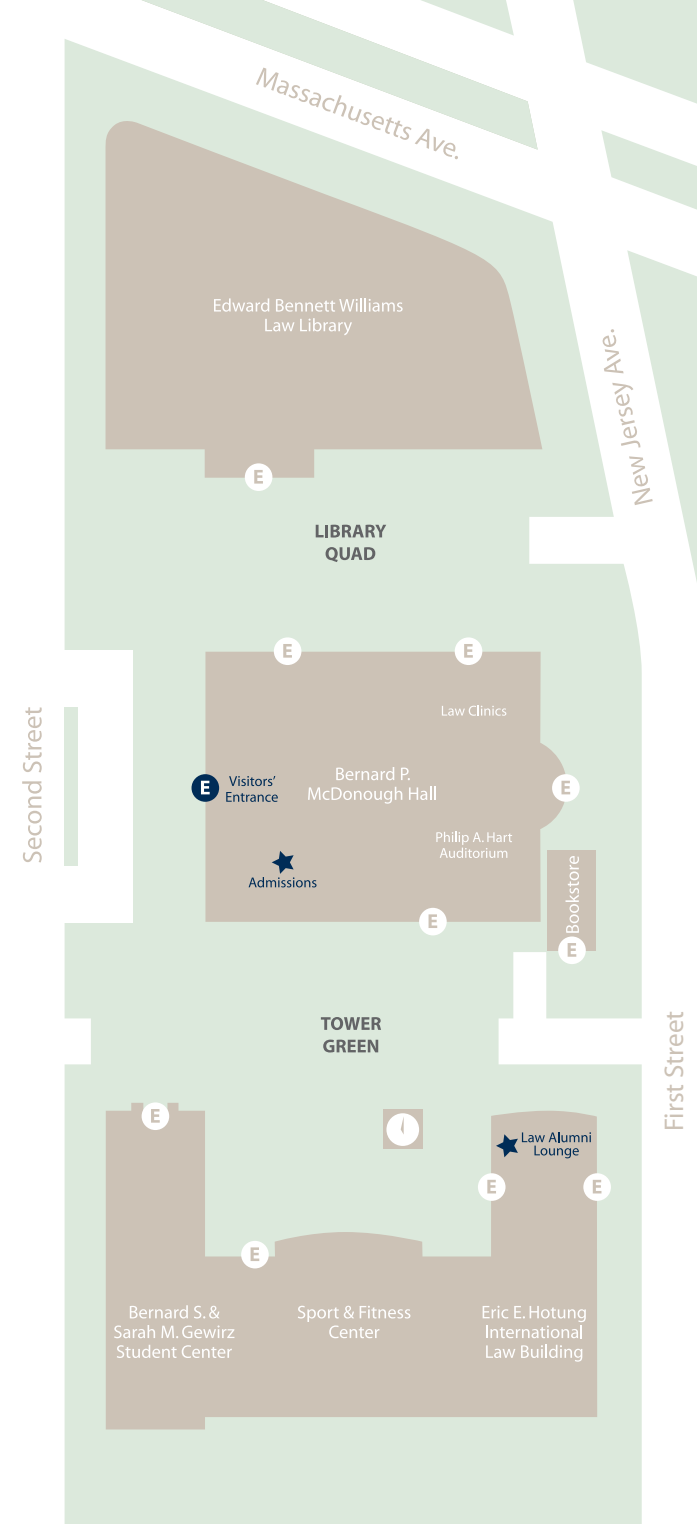 Massachusetts Ave.
Edward Bennett Williams
Law Library
New Jersey Ave.
E
LIBRARY
QUAD
E
E
Law Clinics
Second Street
E
Visitors’
Entrance
Bernard P.
McDonough Hall
E
Philip A. Hart
Auditorium
Admissions
Bookstore
E
E
TOWER
GREEN
First Street
E
Law Alumni
Lounge
E
E
E
Bernard S. &
Sarah M. Gewirz
Student Center
Sport & Fitness
Center
Eric E. Hotung
International
Law Building